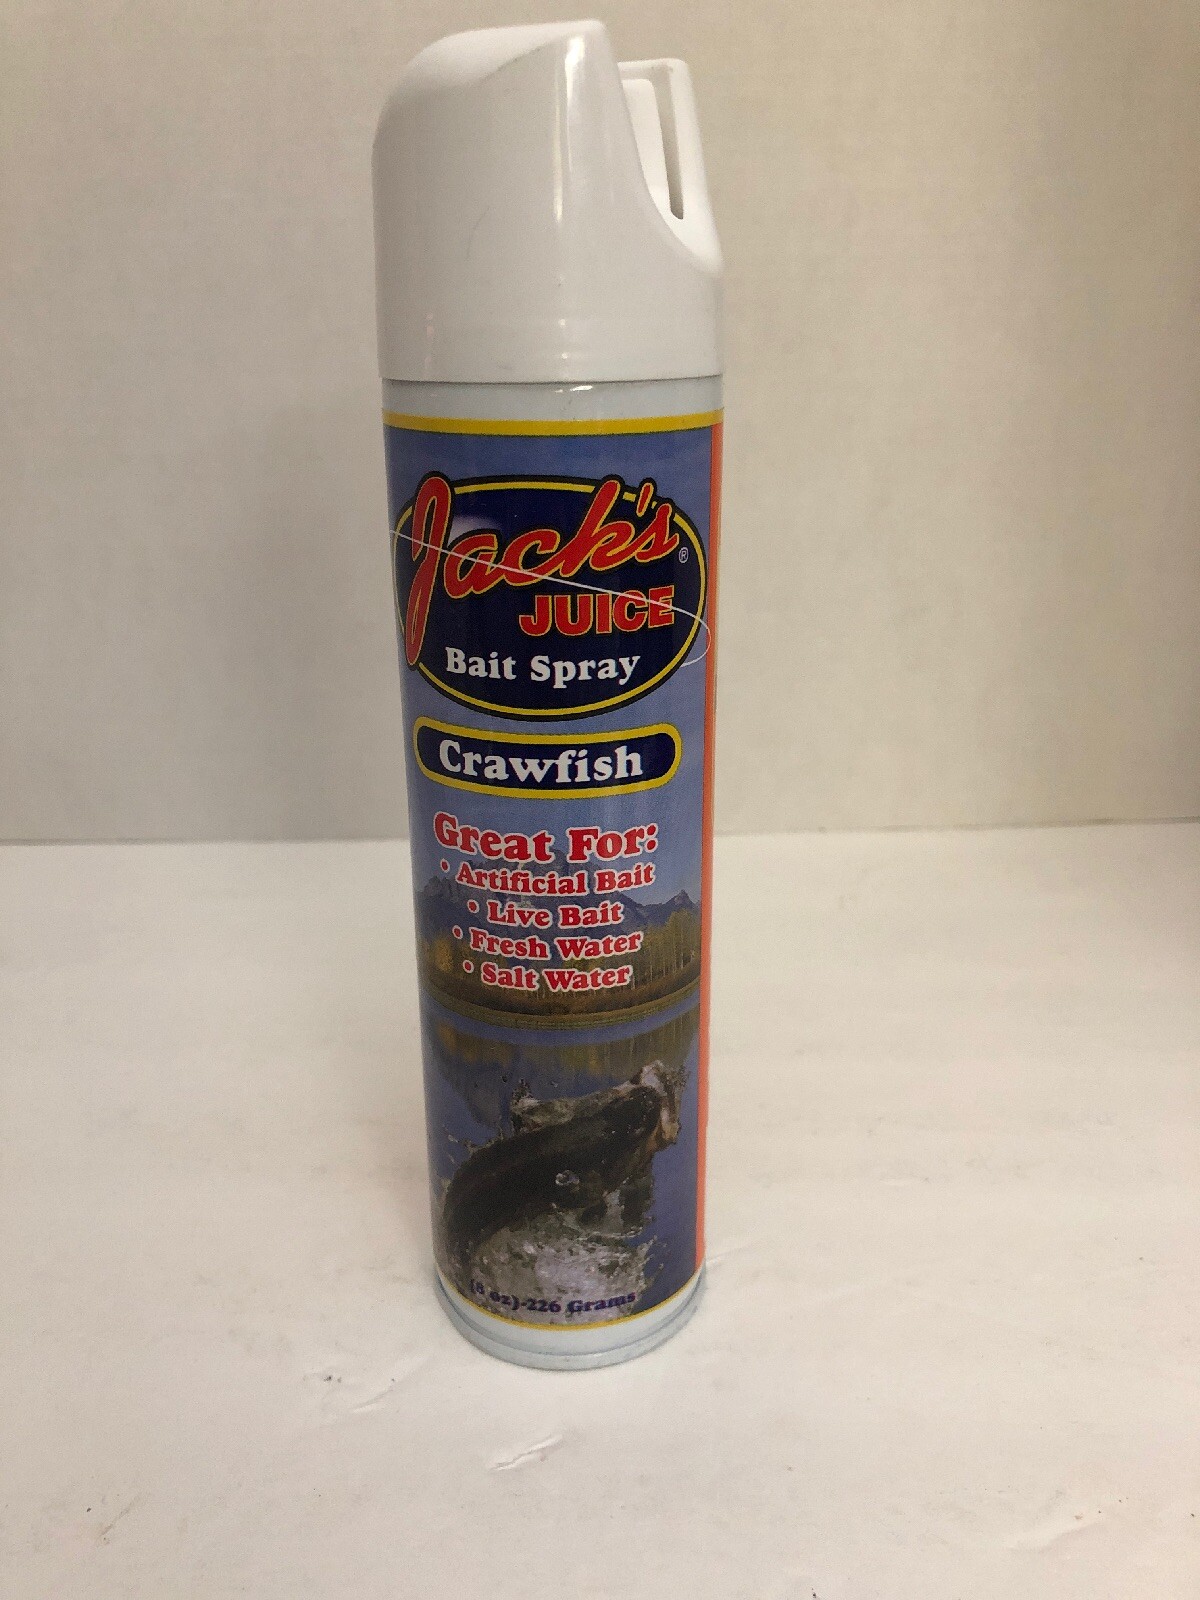 Jack's ®
JUICE
Bait Spray
Crawfish
Great For:
• Artificial Bait
• Live Bait
• Fresh Water
• Salt Water
(8 oz)-226 Grams